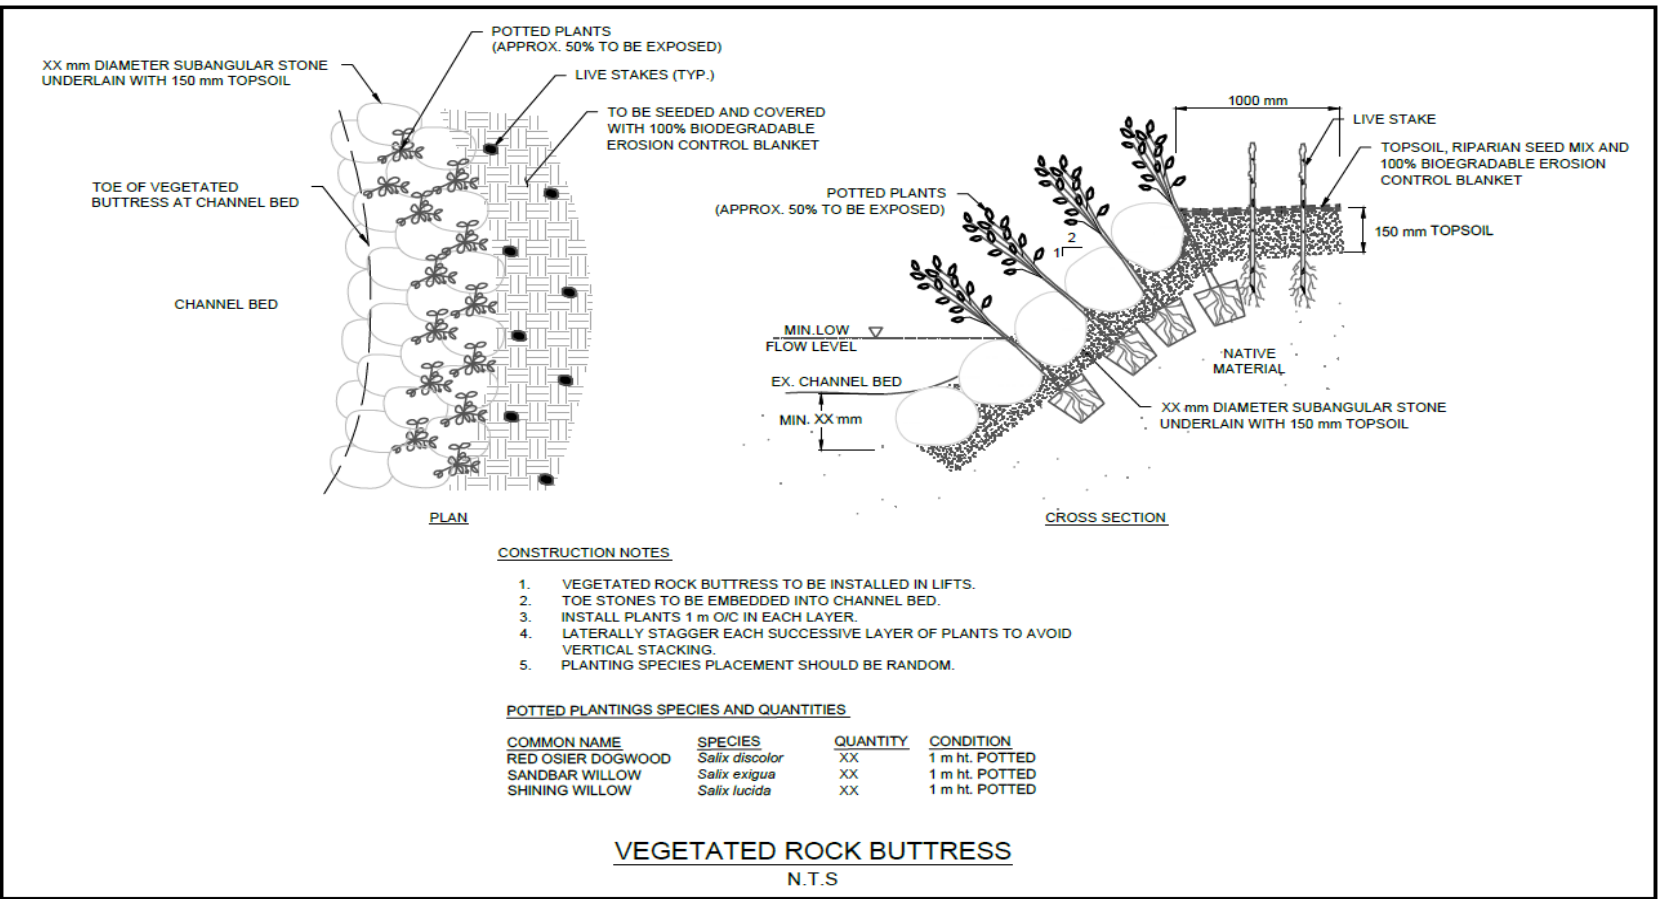 POTTED PLANTS
(APPROX. 50% TO BE EXPOSED)
XX mm DIAMETER SUBANGULAR STONE
UNDERLAIN WITH 150 mm TOPSOIL
LIVE STAKES (TYP.)
TO BE SEEDED AND COVERED
WITH 100% BIODEGRADABLE
EROSION CONTROL BLANKET
TOE OF VEGETATED
BUTTRESS AT CHANNEL BED
CHANNEL BED
PLAN
1000 mm
LIVE STAKE
TOPSOIL, RIPARIAN SEED MIX AND
100% BIOEGRADABLE EROSION
CONTROL BLANKET
POTTED PLANTS
(APPROX. 50% TO BE EXPOSED)
2
1
150 mm TOPSOIL
MIN.LOW
FLOW LEVEL
NATIVE
MATERIAL
EX. CHANNEL BED
MIN. XX mm
XX mm DIAMETER SUBANGULAR STONE
UNDERLAIN WITH 150 mm TOPSOIL
CROSS SECTION
CONSTRUCTION NOTES
1. VEGETATED ROCK BUTTRESS TO BE INSTALLED IN LIFTS.
2. TOE STONES TO BE EMBEDDED INTO CHANNEL BED.
3. INSTALL PLANTS 1 m O/C IN EACH LAYER.
4. LATERALLY STAGGER EACH SUCCESSIVE LAYER OF PLANTS TO AVOID
VERTICAL STACKING.
5. PLANTING SPECIES PLACEMENT SHOULD BE RANDOM.
POTTED PLANTINGS SPECIES AND QUANTITIES
COMMON NAME SPECIES QUANTITY CONDITION
RED OSIER DOGWOOD Salix discolor XX 1 m ht. POTTED
SANDBAR WILLOW Salix exigua XX 1 m ht. POTTED
SHINING WILLOW Salix lucida XX 1 m ht. POTTED
VEGETATED ROCK BUTTRESS
N.T.S